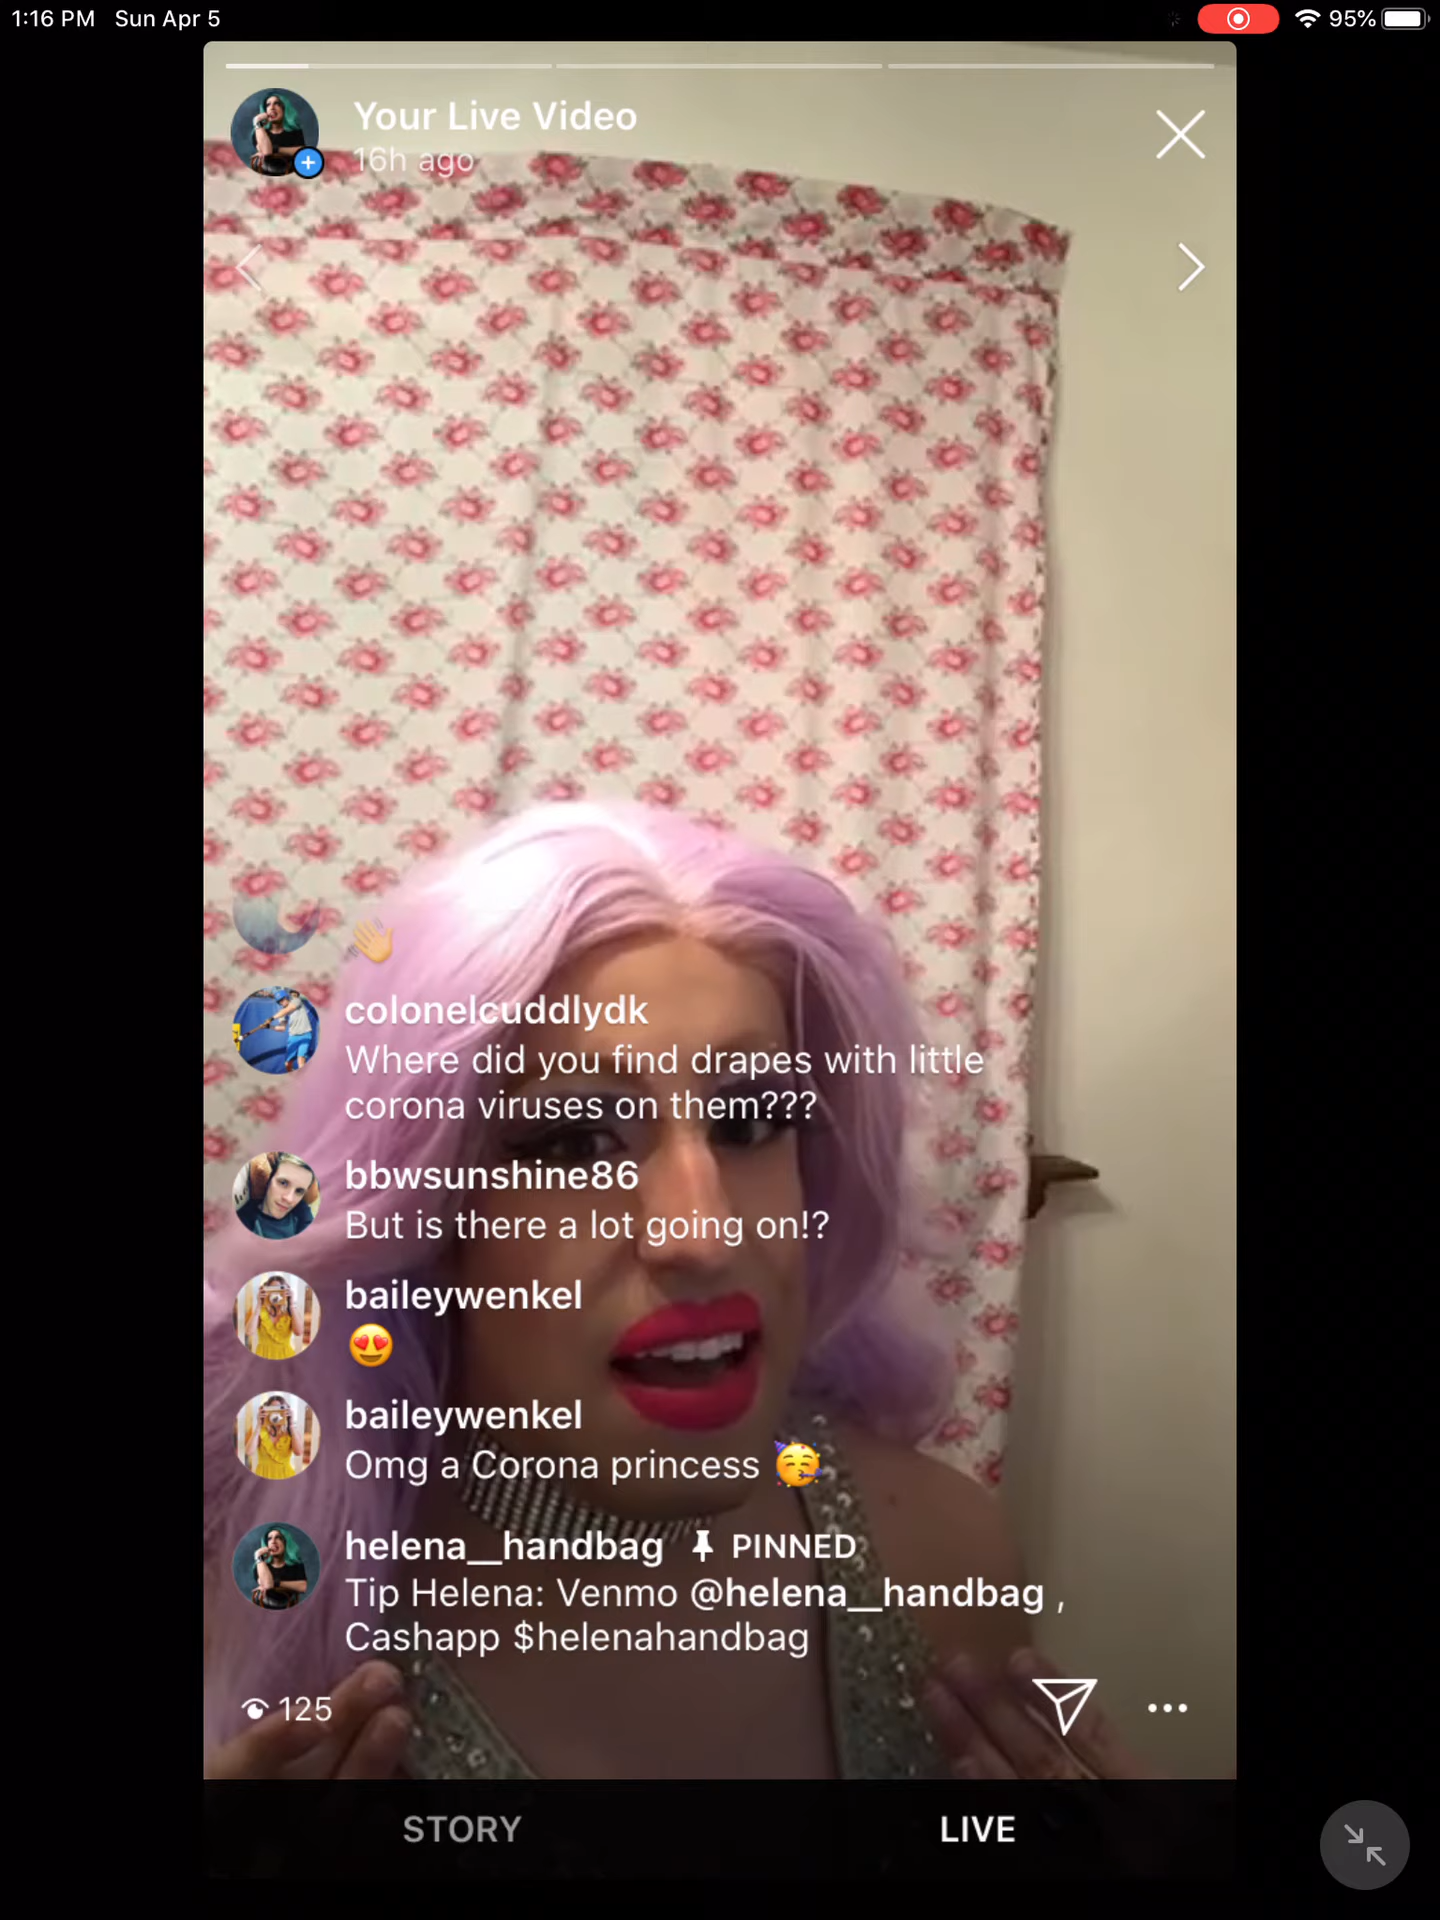 1:16 PM Sun Apr 5
95%
Your Live Video
16h ago
👋
colonelcuddlydk
Where did you find drapes with little
corona viruses on them???
bbwsunshine86
But is there a lot going on!?
baileywenkel
😍
baileywenkel
Omg a Corona princess 🥳
helena__handbag PINNED
Tip Helena: Venmo @helena__handbag ,
Cashapp $helenahandbag
125
STORY LIVE